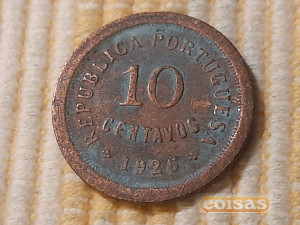 REPUBLICA PORTUGUESA
10
CENTAVOS
* 1926 *
coisas